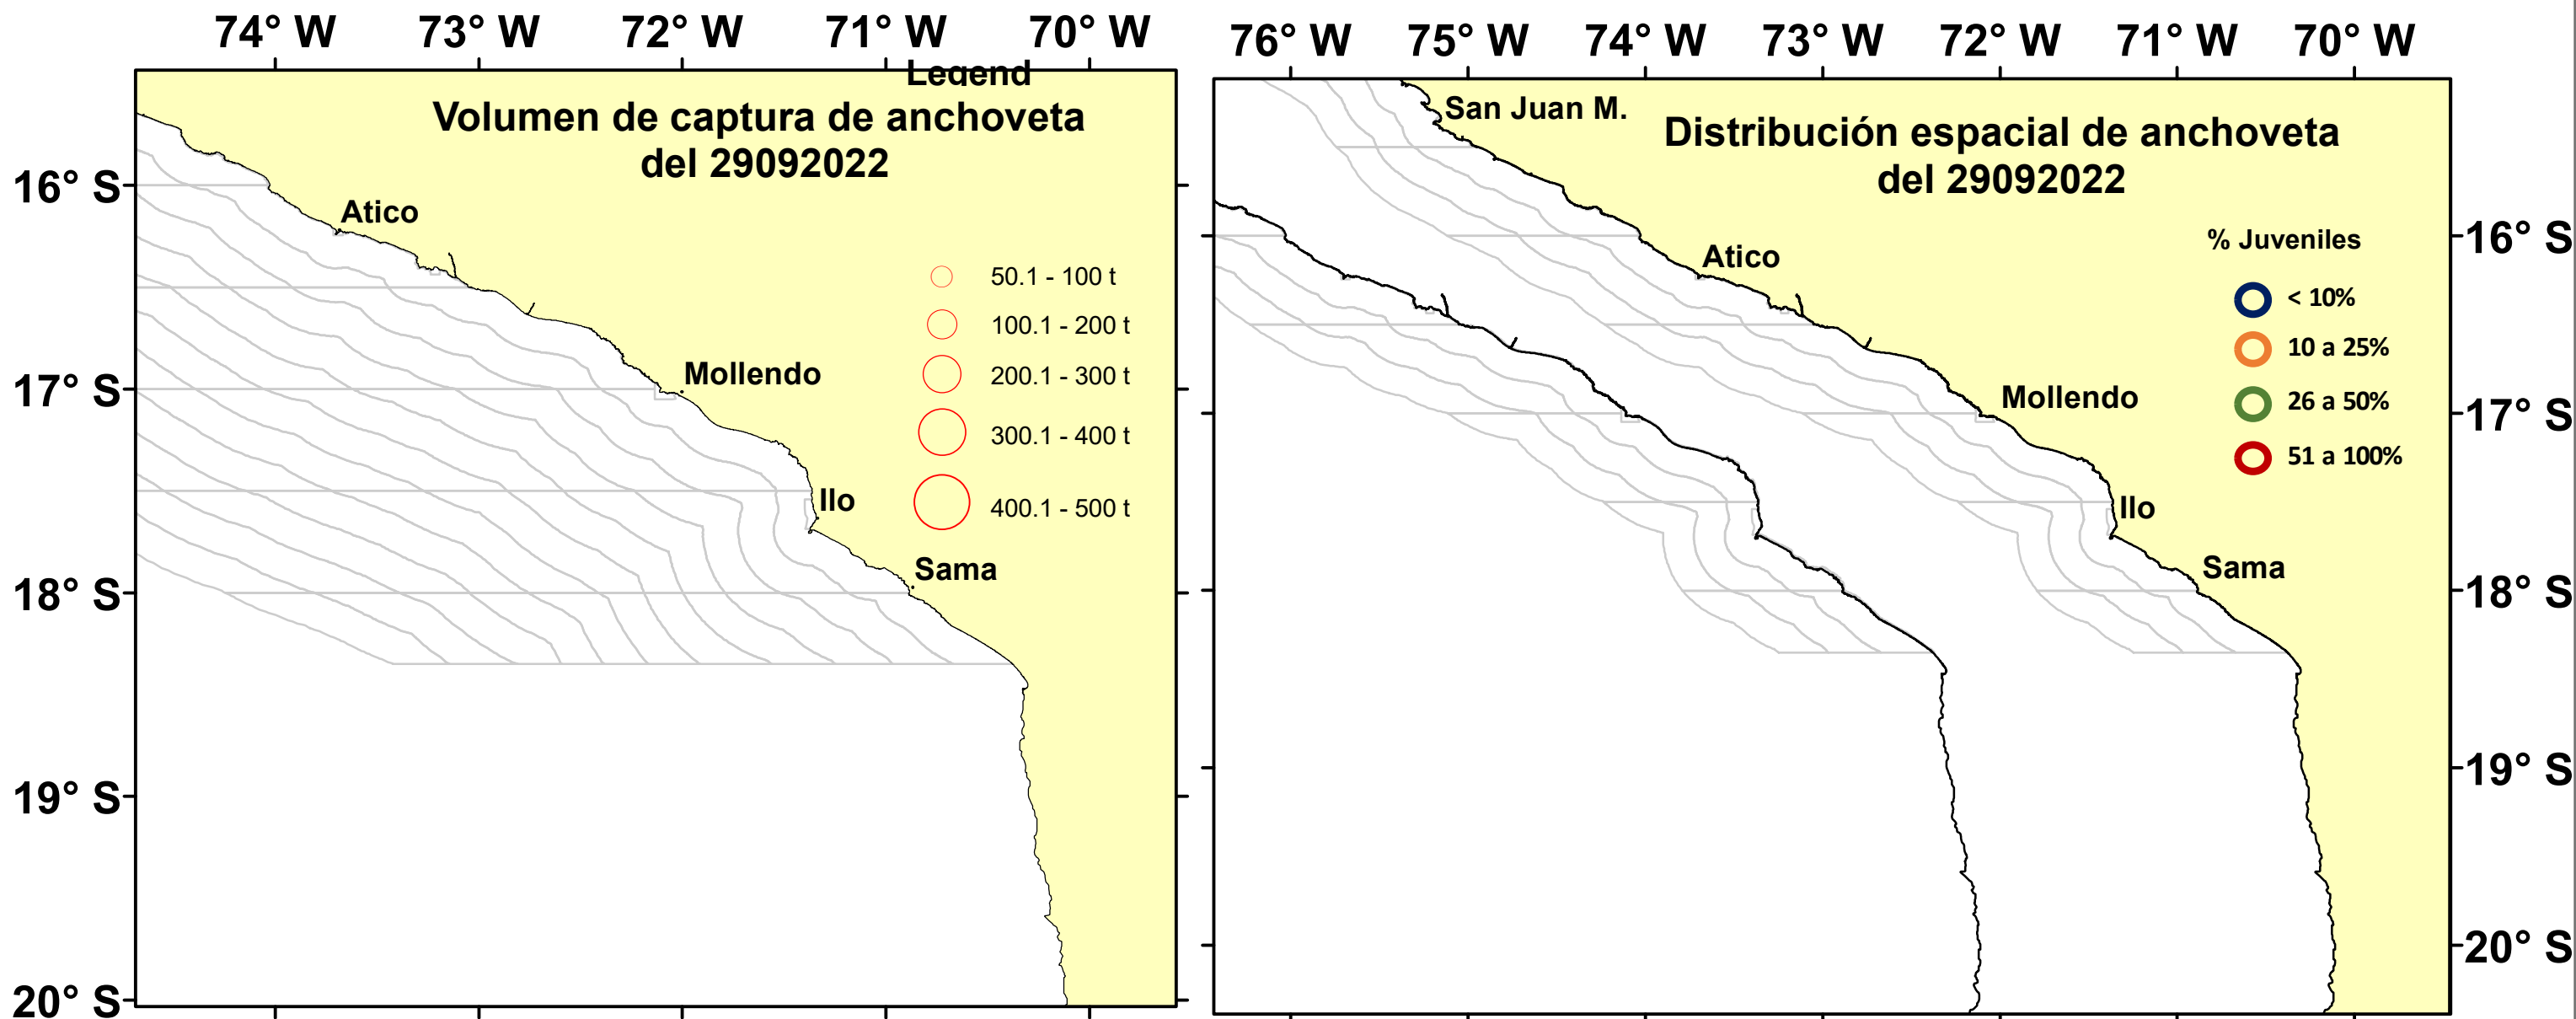 74° W 73° W 72° W 71° W 70° W
Legend
Volumen de captura de anchoveta
del 29092022
16° S
Atico
50.1 - 100 t
100.1 - 200 t
200.1 - 300 t
300.1 - 400 t
400.1 - 500 t
17° S
Mollendo
Ilo
Sama
18° S
19° S
20° S
76° W 75° W 74° W 73° W 72° W 71° W 70° W
San Juan M.
Distribución espacial de anchoveta
del 29092022
% Juveniles
< 10%
10 a 25%
26 a 50%
51 a 100%
Atico
Mollendo
Ilo
Sama
16° S
17° S
18° S
19° S
20° S